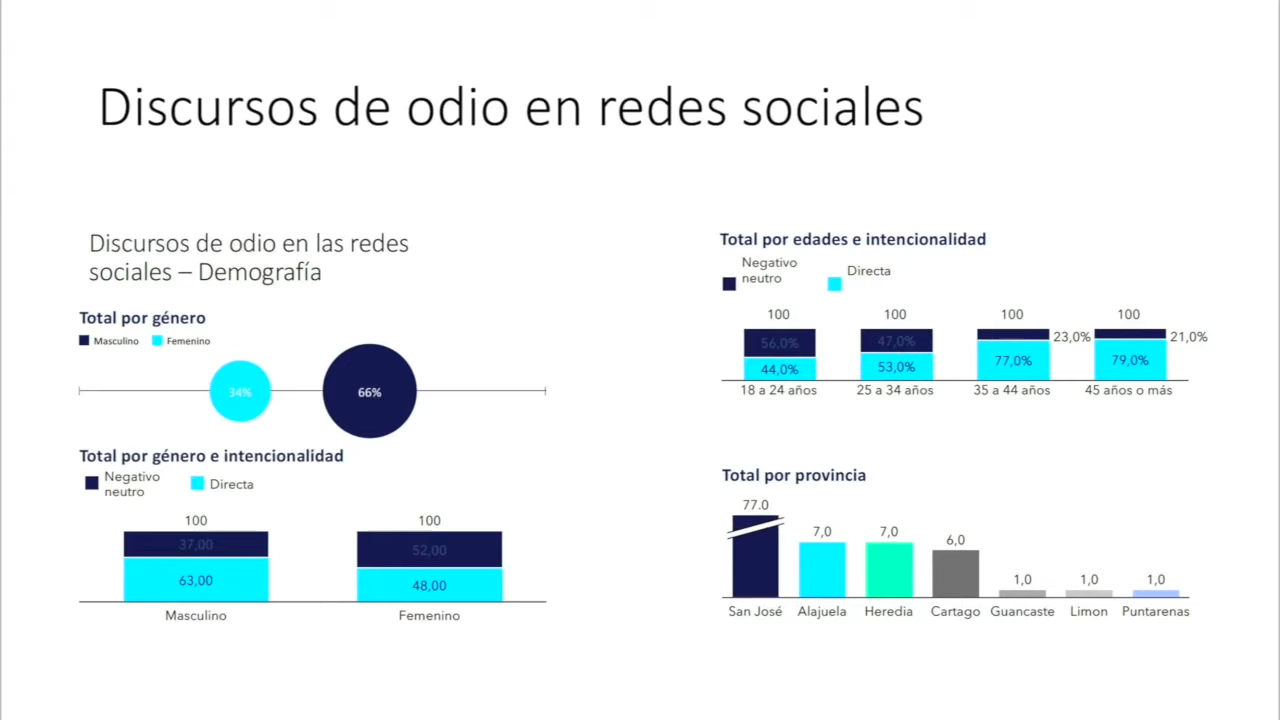 Discursos de odio en redes sociales
Discursos de odio en las redes
sociales – Demografía
Total por género
Masculino Femenino
34% 66%
Total por género e intencionalidad
Negativo
neutro
Directa
100 100
37,00 52,00
63,00 48,00
Masculino Femenino
Total por edades e intencionalidad
Negativo
neutro
Directa
100 100 100 100
56,0% 47,0% 23,0% 21,0%
44,0% 53,0% 77,0% 79,0%
18 a 24 años 25 a 34 años 35 a 44 años 45 años o más
Total por provincia
77.0 7,0 7,0 6,0 1,0 1,0 1,0
San José Alajuela Heredia Cartago Guancaste Limon Puntarenas